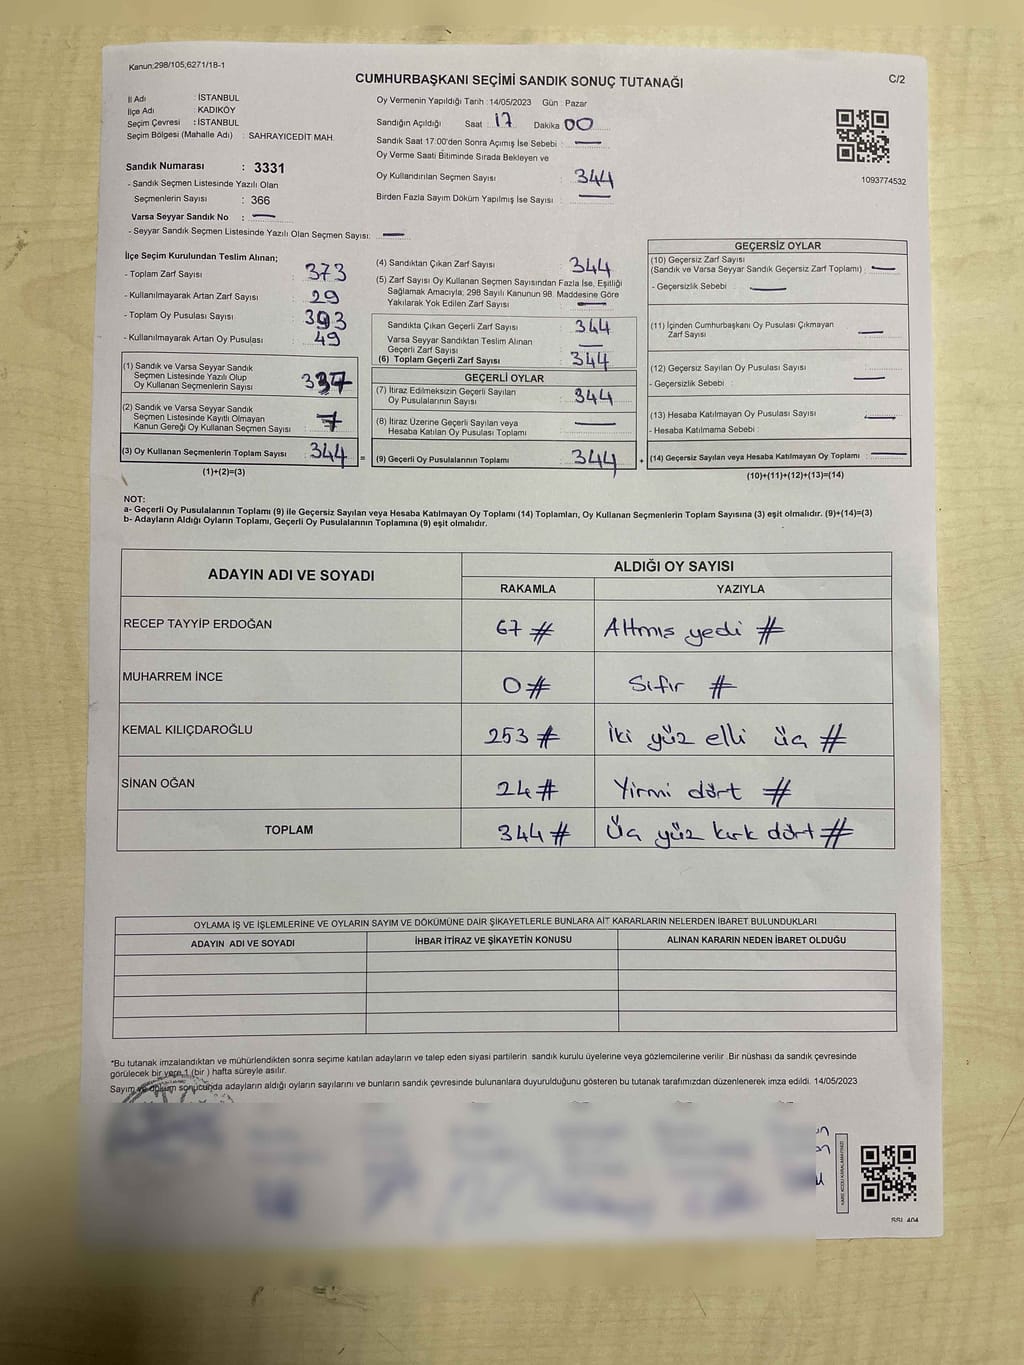 Kanun:298/105,6271/18-1
CUMHURBAŞKANI SEÇİMİ SANDIK SONUÇ TUTANAĞI
C/2
İl Adı : İSTANBUL
İlçe Adı : KADIKÖY
Seçim Çevresi : İSTANBUL
Seçim Bölgesi (Mahalle Adı) : SAHRAYICEDİT MAH.
Sandık Numarası : 3331
- Sandık Seçmen Listesinde Yazılı Olan
Seçmenlerin Sayısı : 366
Varsa Seyyar Sandık No : —
- Seyyar Sandık Seçmen Listesinde Yazılı Olan Seçmen Sayısı: —
Oy Vermenin Yapıldığı Tarih : 14/05/2023 Gün : Pazar
Sandığın Açıldığı Saat : 17 Dakika 00
Sandık Saat 17:00'den Sonra Açımış İse Sebebi : —
Oy Verme Saati Bitiminde Sırada Bekleyen ve
Oy Kullandırılan Seçmen Sayısı : 344
Birden Fazla Sayım Döküm Yapılmış İse Sayısı : —
1093774532
İlçe Seçim Kurulundan Teslim Alınan;
- Toplam Zarf Sayısı : 373
- Kullanılmayarak Artan Zarf Sayısı : 29
- Toplam Oy Pusulası Sayısı : 393
- Kullanılmayarak Artan Oy Pusulası : 49
(1) Sandık ve Varsa Seyyar Sandık
Seçmen Listesinde Yazılı Olup
Oy Kullanan Seçmenlerin Sayısı : 337
(2) Sandık ve Varsa Seyyar Sandık
Seçmen Listesinde Kayıtlı Olmayan
Kanun Gereği Oy Kullanan Seçmen Sayısı : 7
(3) Oy Kullanan Seçmenlerin Toplam Sayısı : 344
(1)+(2)=(3)
(4) Sandıktan Çıkan Zarf Sayısı : 344
(5) Zarf Sayısı Oy Kullanan Seçmen Sayısından Fazla İse, Eşitliği
Sağlamak Amacıyla, 298 Sayılı Kanunun 98. Maddesine Göre
Yakılarak Yok Edilen Zarf Sayısı : —
Sandıkta Çıkan Geçerli Zarf Sayısı : 344
Varsa Seyyar Sandıktan Teslim Alınan
Geçerli Zarf Sayısı : —
(6) Toplam Geçerli Zarf Sayısı : 344
GEÇERLİ OYLAR
(7) İtiraz Edilmeksizin Geçerli Sayılan
Oy Pusulalarının Sayısı : 344
(8) İtiraz Üzerine Geçerli Sayılan veya
Hesaba Katılan Oy Pusulası Toplamı : —
= (9) Geçerli Oy Pusulalarının Toplamı : 344
GEÇERSİZ OYLAR
(10) Geçersiz Zarf Sayısı
(Sandık ve Varsa Seyyar Sandık Geçersiz Zarf Toplamı) : —
- Geçersizlik Sebebi : —
(11) İçinden Cumhurbaşkanı Oy Pusulası Çıkmayan
Zarf Sayısı : —
(12) Geçersiz Sayılan Oy Pusulası Sayısı :
- Geçersizlik Sebebi : —
(13) Hesaba Katılmayan Oy Pusulası Sayısı : —
- Hesaba Katılmama Sebebi :
+ (14) Geçersiz Sayılan veya Hesaba Katılmayan Oy Toplamı : —
(10)+(11)+(12)+(13)=(14)
NOT:
a- Geçerli Oy Pusulalarının Toplamı (9) ile Geçersiz Sayılan veya Hesaba Katılmayan Oy Toplamı (14) Toplamları, Oy Kullanan Seçmenlerin Toplam Sayısına (3) eşit olmalıdır. (9)+(14)=(3)
b- Adayların Aldığı Oyların Toplamı, Geçerli Oy Pusulalarının Toplamına (9) eşit olmalıdır.
ADAYIN ADI VE SOYADI
ALDIĞI OY SAYISI
RAKAMLA YAZIYLA
RECEP TAYYİP ERDOĞAN 67 # Altmış yedi #
MUHARREM İNCE 0 # Sıfır #
KEMAL KILIÇDAROĞLU 253 # İki yüz elli üç #
SİNAN OĞAN 24 # Yirmi dört #
TOPLAM 344 # Üç yüz kırk dört #
OYLAMA İŞ VE İŞLEMLERİNE VE OYLARIN SAYIM VE DÖKÜMÜNE DAİR ŞİKAYETLERLE BUNLARA AİT KARARLARIN NELERDEN İBARET BULUNDUKLARI
ADAYIN ADI VE SOYADI İHBAR İTİRAZ VE ŞİKAYETİN KONUSU ALINAN KARARIN NEDEN İBARET OLDUĞU
*Bu tutanak imzalandıktan ve mühürlendikten sonra seçime katılan adayların ve talep eden siyasi partilerin sandık kurulu üyelerine veya gözlemcilerine verilir .Bir nüshası da sandık çevresinde
görülecek bir yere 1 (bir ) hafta süreyle asılır.
Sayım ve döküm sonucunda adayların aldığı oyların sayılarını ve bunların sandık çevresinde bulunanlara duyurulduğunu gösteren bu tutanak tarafımızdan düzenlenerek imza edildi. 14/05/2023